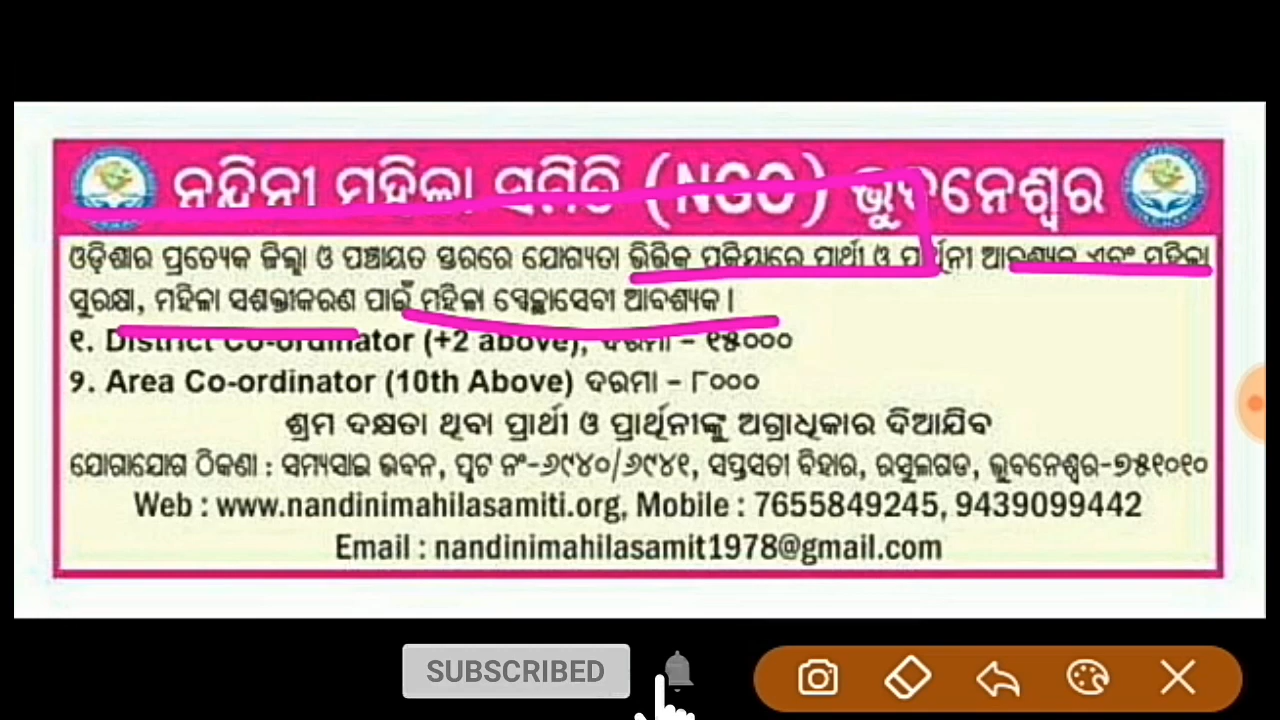 ନନ୍ଦିନୀ ମହିଳା ସମିତି (NGO) ଭୁବନେଶ୍ୱର
ଓଡ଼ିଶାର ପ୍ରତ୍ୟେକ ଜିଲ୍ଲା ଓ ପଞ୍ଚାୟତ ସ୍ତରରେ ଯୋଗ୍ୟତା ଭିତ୍ତିକ ପ୍ରକ୍ରିୟାରେ ପ୍ରାର୍ଥୀ ଓ ପ୍ରାର୍ଥିନୀ ଆବଶ୍ୟକ ଏବଂ ମହିଳା
ସୁରକ୍ଷା, ମହିଳା ସଶକ୍ତୀକରଣ ପାଇଁ ମହିଳା ସ୍ୱେଚ୍ଛାସେବୀ ଆବଶ୍ୟକ।
୧. District Co-ordinator (+2 above), ଦରମା - ୧୫୦୦୦
୨. Area Co-ordinator (10th Above) ଦରମା - ୮୦୦୦
ଶ୍ରମ ଦକ୍ଷତା ଥିବା ପ୍ରାର୍ଥୀ ଓ ପ୍ରାର୍ଥିନୀଙ୍କୁ ଅଗ୍ରାଧିକାର ଦିଆଯିବ
ଯୋଗାଯୋଗ ଠିକଣା : ସତ୍ୟସାଇ ଭବନ, ପ୍ଲଟ ନଂ-୬୯୪୦/୬୯୪୧, ସପ୍ତସତୀ ବିହାର, ରସୁଲଗଡ, ଭୁବନେଶ୍ୱର-୭୫୧୦୧୦
Web : www.nandinimahilasamiti.org, Mobile : 7655849245, 9439099442
Email : nandinimahilasamit1978@gmail.com
SUBSCRIBED